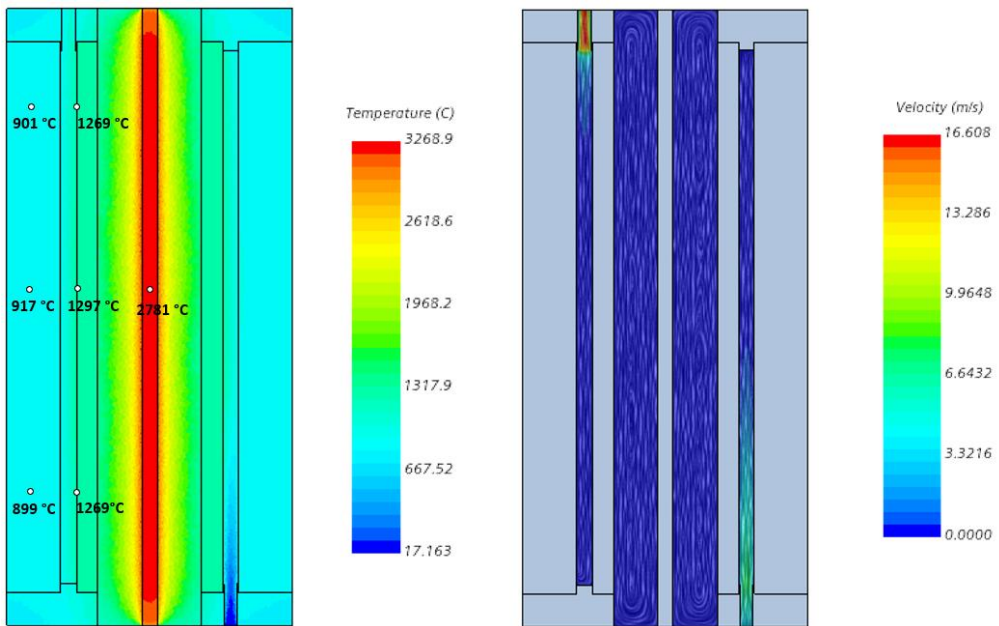 Temperature (C)
3268.9
2618.6
1968.2
1317.9
667.52
17.163
901 °C
1269 °C
917 °C
1297 °C
2781 °C
899 °C
1269°C
Velocity (m/s)
16.608
13.286
9.9648
6.6432
3.3216
0.0000